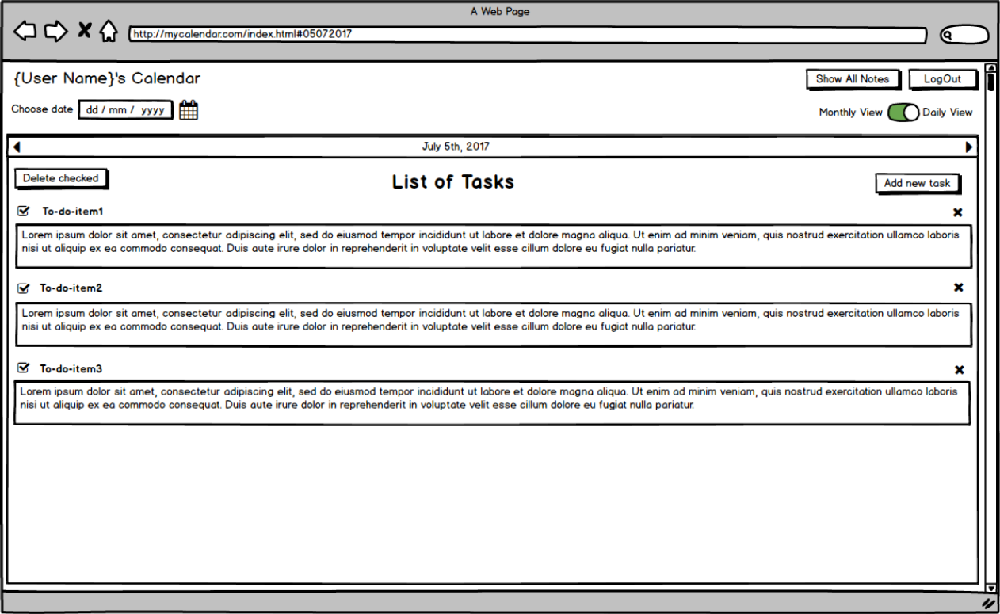 A Web Page
http://mycalendar.com/index.html#05072017
{User Name}'s Calendar
Show All Notes
LogOut
Choose date
dd / mm / yyyy
Monthly View
Daily View
July 5th, 2017
Delete checked
List of Tasks
Add new task
To-do-item1
Lorem ipsum dolor sit amet, consectetur adipiscing elit, sed do eiusmod tempor incididunt ut labore et dolore magna aliqua. Ut enim ad minim veniam, quis nostrud exercitation ullamco laboris
nisi ut aliquip ex ea commodo consequat. Duis aute irure dolor in reprehenderit in voluptate velit esse cillum dolore eu fugiat nulla pariatur.
To-do-item2
Lorem ipsum dolor sit amet, consectetur adipiscing elit, sed do eiusmod tempor incididunt ut labore et dolore magna aliqua. Ut enim ad minim veniam, quis nostrud exercitation ullamco laboris
nisi ut aliquip ex ea commodo consequat. Duis aute irure dolor in reprehenderit in voluptate velit esse cillum dolore eu fugiat nulla pariatur.
To-do-item3
Lorem ipsum dolor sit amet, consectetur adipiscing elit, sed do eiusmod tempor incididunt ut labore et dolore magna aliqua. Ut enim ad minim veniam, quis nostrud exercitation ullamco laboris
nisi ut aliquip ex ea commodo consequat. Duis aute irure dolor in reprehenderit in voluptate velit esse cillum dolore eu fugiat nulla pariatur.